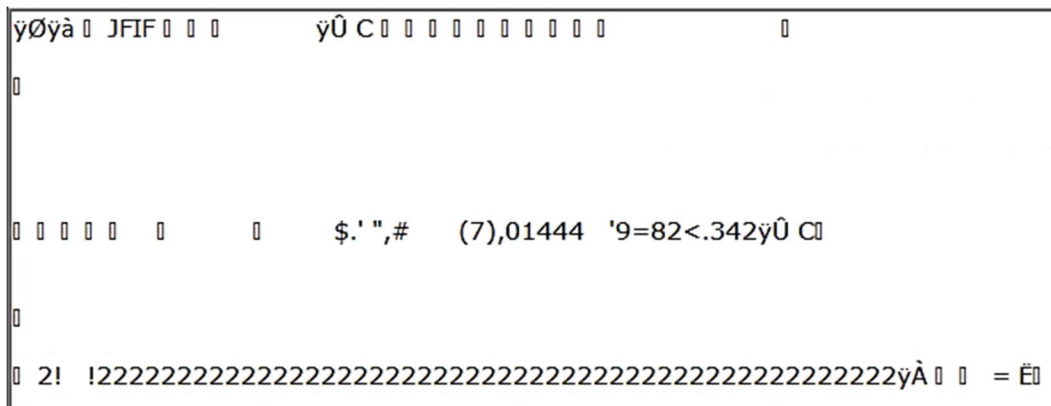 ÿØÿà ▯ JFIF ▯ ▯ ▯ ÿÛ C ▯ ▯ ▯ ▯ ▯ ▯ ▯ ▯ ▯ ▯ ▯
▯
▯ ▯ ▯ ▯ ▯ ▯ ▯ $.' ",# (7),01444 '9=82<.342ÿÛ C▯
▯
▯ 2! !22222222222222222222222222222222222222222222222222ÿÀ ▯ ▯ = Ë▯